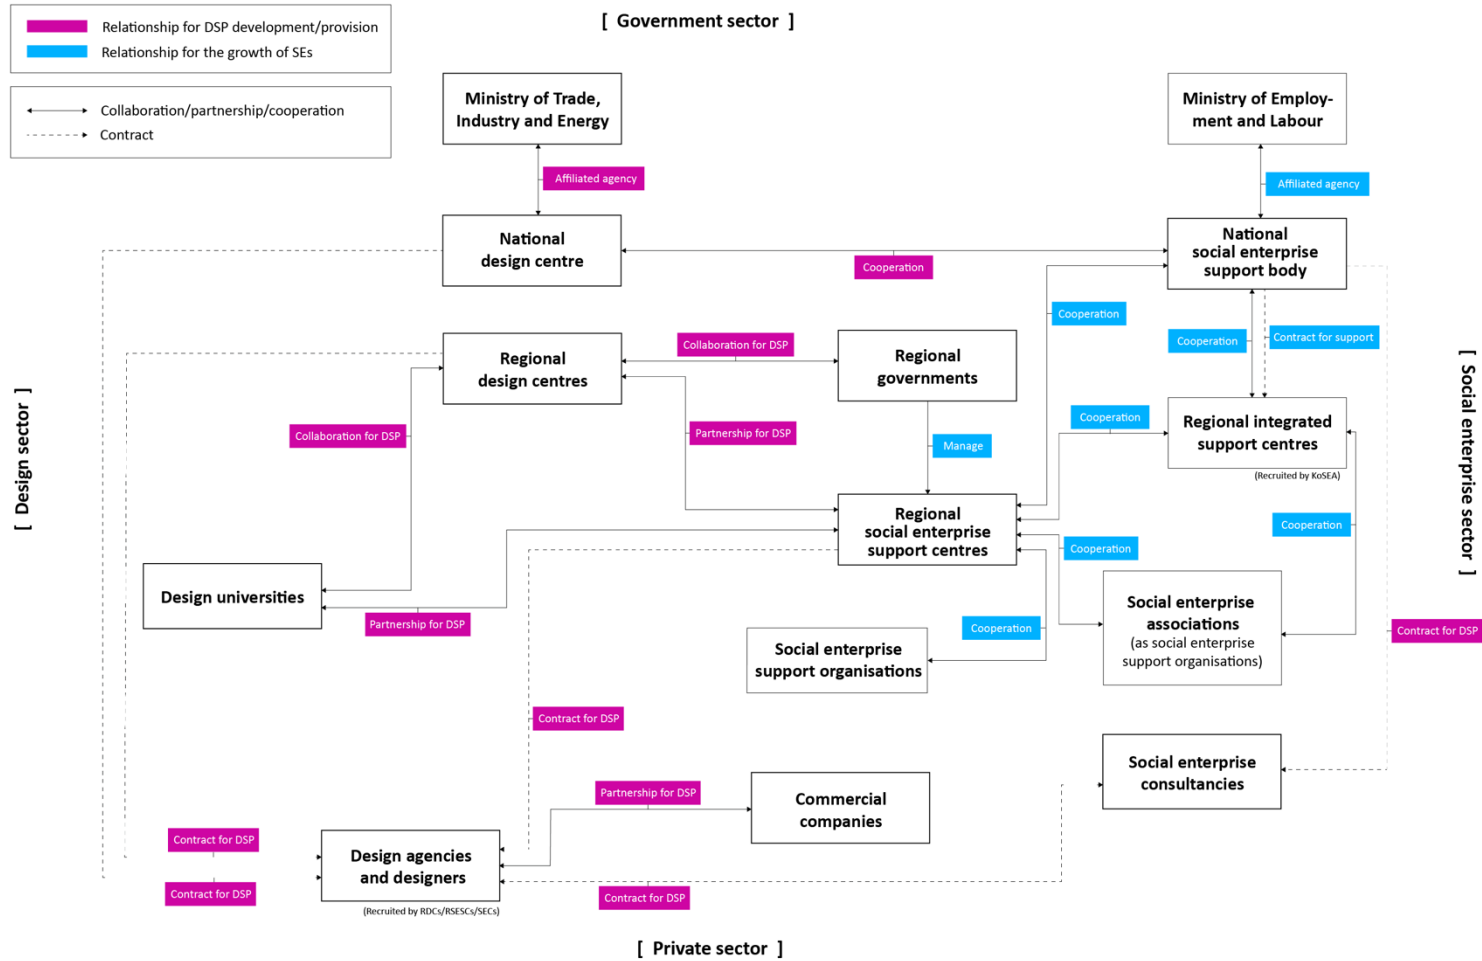 [ Government sector ]
Relationship for DSP development/provision
Relationship for the growth of SEs
Collaboration/partnership/cooperation
Contract
Ministry of Trade,
Industry and Energy
Ministry of Employ-
ment and Labour
Affiliated agency
Affiliated agency
National
design centre
Cooperation
National
social enterprise
support body
Cooperation
Cooperation
Contract for support
Regional
design centres
Collaboration for DSP
Regional
governments
[ Design sector ]
[ Social enterprise sector ]
Collaboration for DSP
Partnership for DSP
Manage
Cooperation
Regional integrated
support centres
(Recruited by KoSEA)
Regional
social enterprise
support centres
Cooperation
Cooperation
Design universities
Partnership for DSP
Cooperation
Social enterprise
support organisations
Social enterprise
associations
(as social enterprise
support organisations)
Contract for DSP
Contract for DSP
Social enterprise
consultancies
Partnership for DSP
Commercial
companies
Contract for DSP
Contract for DSP
Design agencies
and designers
(Recruited by RDCs/RSESCs/SECs)
Contract for DSP
[ Private sector ]